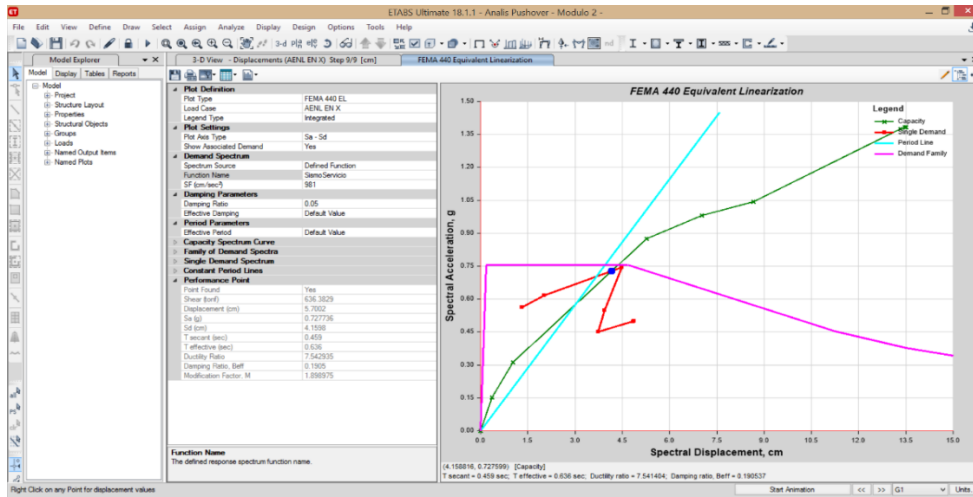 ETABS Ultimate 18.1.1 - Analis Pushover - Modulo 2 -
File Edit View Define Draw Select Assign Analyze Display Design Options Tools Help
Model Explorer
3-D View - Displacements (AENL EN X) Step 9/9 [cm]
FEMA 440 Equivalent Linearization
Model Display Tables Reports
Model
Project
Structure Layout
Properties
Structural Objects
Groups
Loads
Named Output Items
Named Plots
Plot Definition
Plot Type FEMA 440 EL
Load Case AENL EN X
Legend Type Integrated
Plot Settings
Plot Axis Type Sa - Sd
Show Associated Demand Yes
Demand Spectrum
Spectrum Source Defined Function
Function Name SismoServicio
SF (cm/sec²) 981
Damping Parameters
Damping Ratio 0.05
Effective Damping Default Value
Period Parameters
Effective Period Default Value
Capacity Spectrum Curve
Family of Demand Spectra
Single Demand Spectrum
Constant Period Lines
Performance Point
Point Found Yes
Shear (tonf) 636.3829
Displacement (cm) 5.7002
Sa (g) 0.727736
Sd (cm) 4.1598
T secant (sec) 0.459
T effective (sec) 0.636
Ductility Ratio 7.542935
Damping Ratio, Beff 0.1905
Modification Factor, M 1.898975
Function Name
The defined response spectrum function name.
FEMA 440 Equivalent Linearization
Legend
Capacity
Single Demand
Period Line
Demand Family
Spectral Acceleration, g
1.50
1.35
1.20
1.05
0.90
0.75
0.60
0.45
0.30
0.15
0.00
0.0 1.5 3.0 4.5 6.0 7.5 9.0 10.5 12.0 13.5 15.0
Spectral Displacement, cm
(4.158816, 0.727599) [Capacity]
T secant = 0.459 sec; T effective = 0.636 sec; Ductility ratio = 7.541404; Damping ratio, Beff = 0.190537
Right Click on any Point for displacement values
Start Animation << >> G1 Units